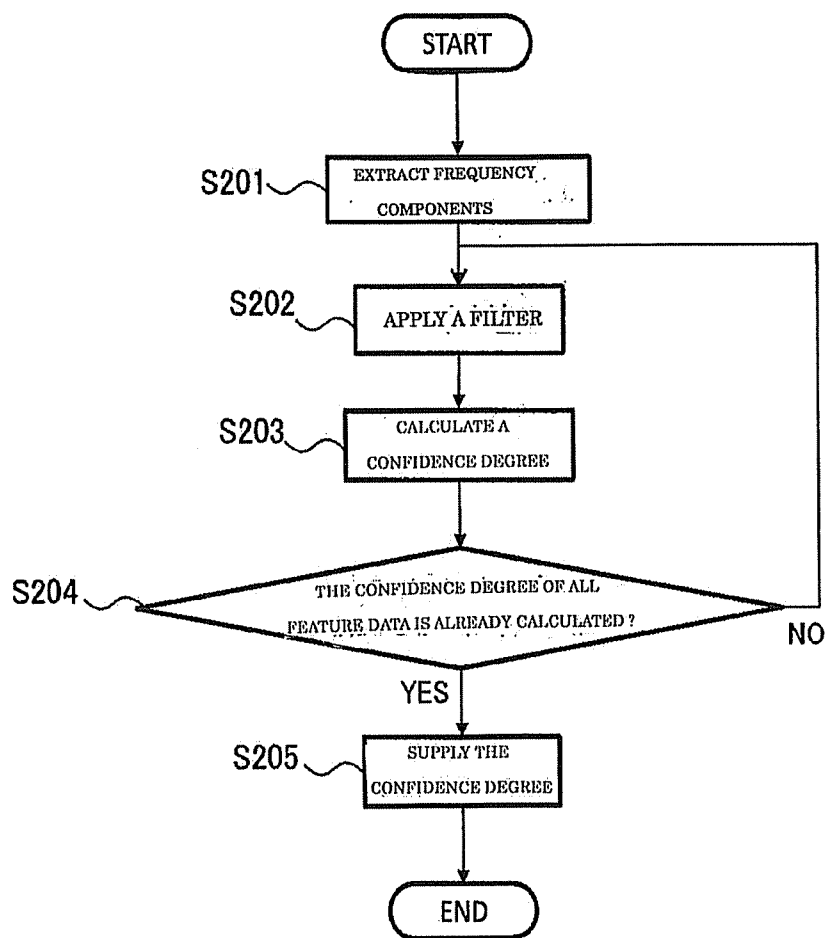 START
S201
EXTRACT FREQUENCY
COMPONENTS
S202
APPLY A FILTER
S203
CALCULATE A
CONFIDENCE DEGREE
S204
THE CONFIDENCE DEGREE OF ALL
FEATURE DATA IS ALREADY CALCULATED ?
NO
YES
S205
SUPPLY THE
CONFIDENCE DEGREE
END